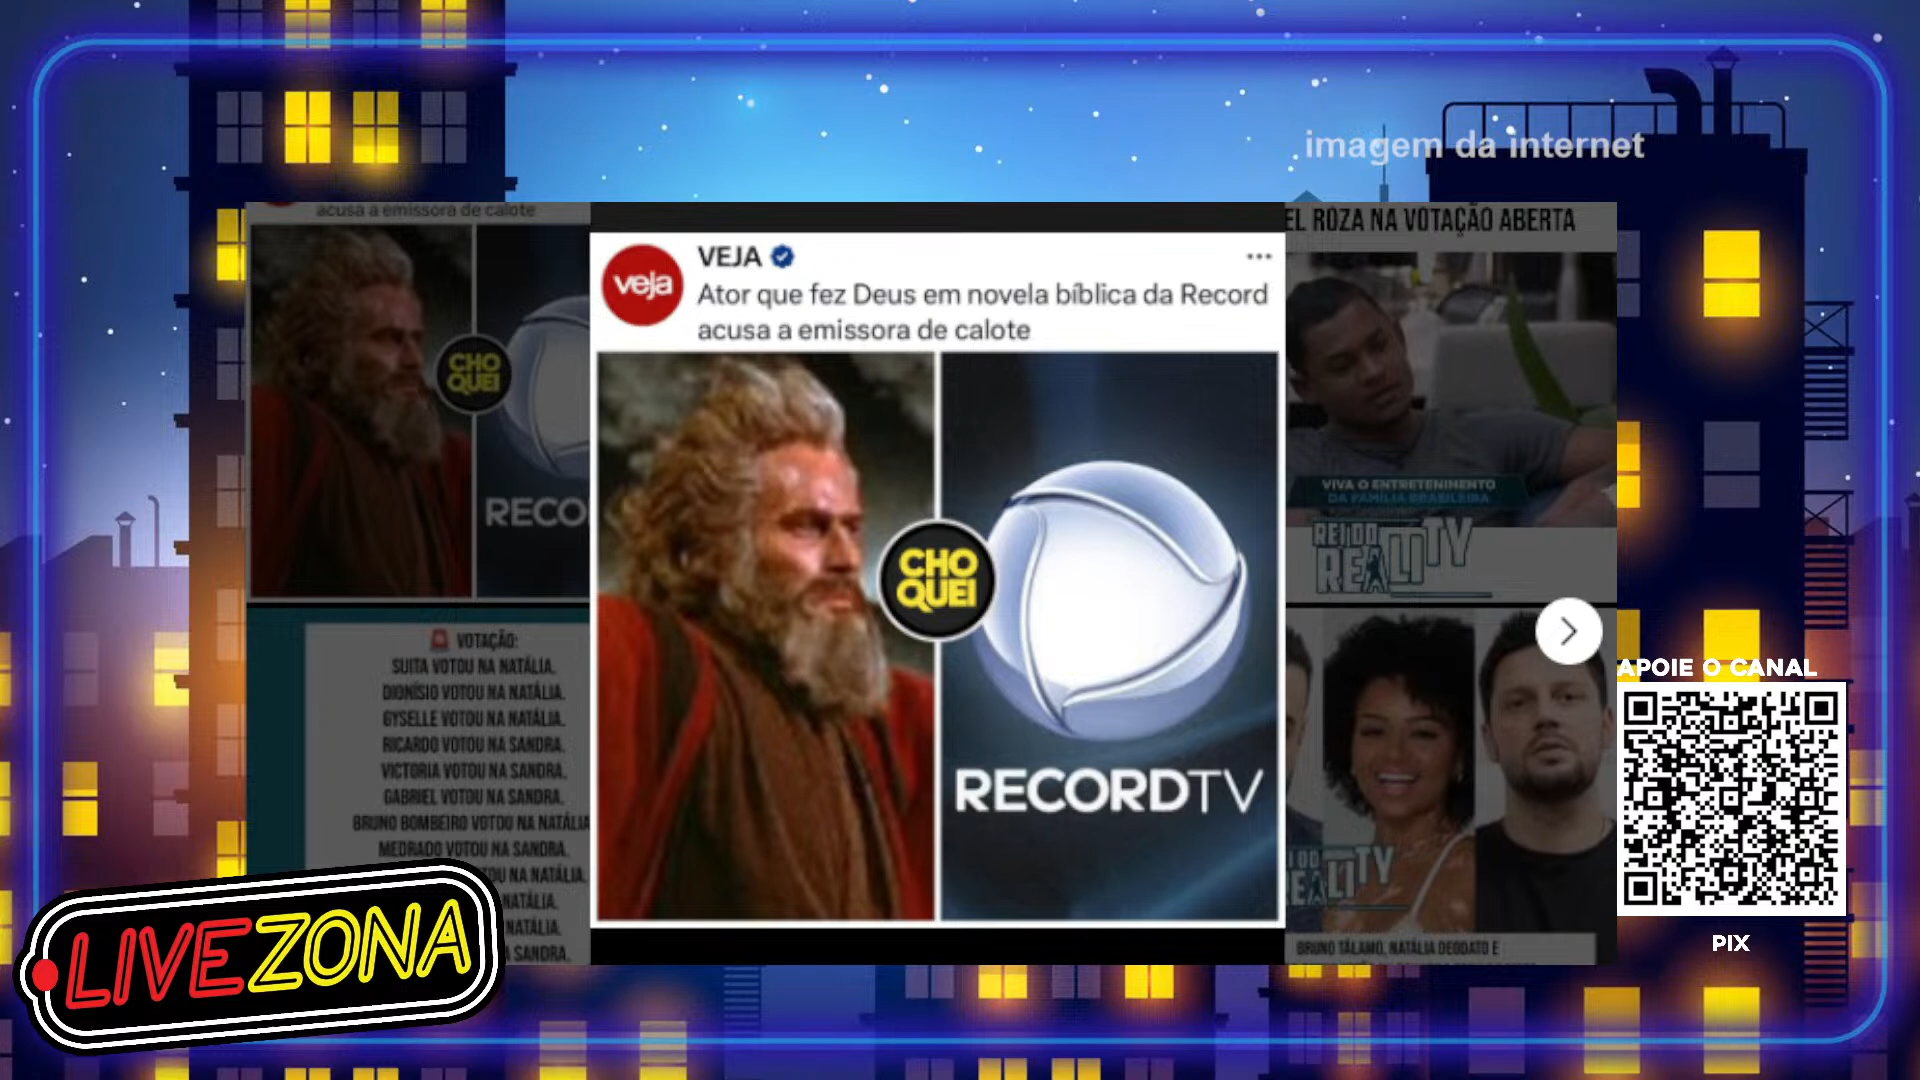 imagem da internet
acusa a emissora de calote
CHO
QUEI
RECO
VOTAÇÃO:
SUITA VOTOU NA NATÁLIA.
DIONÍSIO VOTOU NA NATÁLIA.
GYSELLE VOTOU NA NATÁLIA.
RICARDO VOTOU NA SANDRA.
VICTORIA VOTOU NA SANDRA.
GABRIEL VOTOU NA SANDRA.
BRUNO BOMBEIRO VOTOU NA NATÁLIA
MEDRADO VOTOU NA SANDRA.
OU NA NATÁLIA.
NATÁLIA.
NATÁLIA.
SANDRA.
veja
VEJA
Ator que fez Deus em novela bíblica da Record
acusa a emissora de calote
CHO
QUEI
RECORDTV
EL ROZA NA VOTAÇÃO ABERTA
VIVA O ENTRETENIMENTO
DA FAMÍLIA BRASILEIRA
REI DO
REALITY
REALITY
BRUNO TÁLAMO, NATÁLIA DEODATO E
APOIE O CANAL
PIX
LIVEZONA